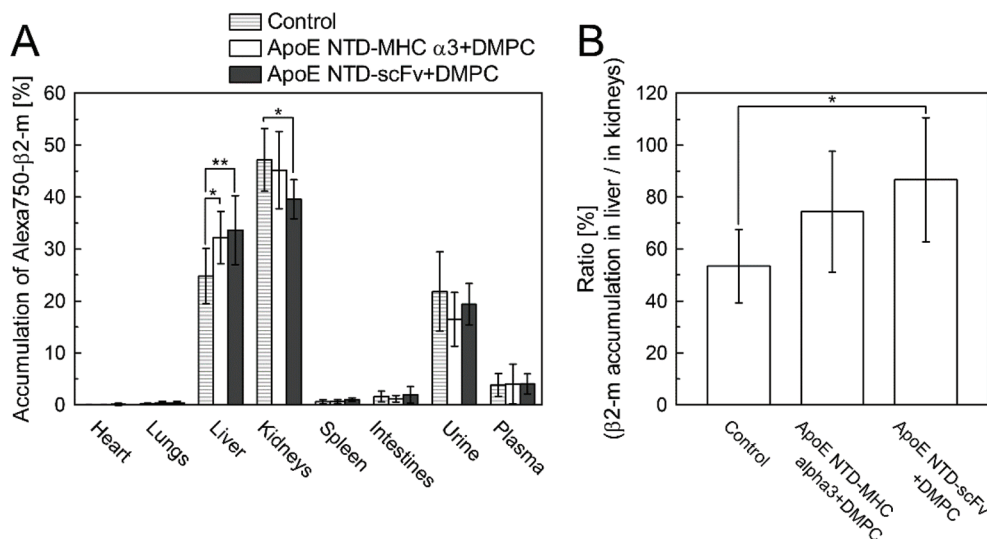 A
Control
ApoE NTD-MHC α3+DMPC
ApoE NTD-scFv+DMPC
Accumulation of Alexa750-β2-m [%]
60
50
40
30
20
10
0
*
**
*
Heart
Lungs
Liver
Kidneys
Spleen
Intestines
Urine
Plasma
B
Ratio [%]
(β2-m accumulation in liver / in kidneys)
120
100
80
60
40
20
0
*
Control
ApoE NTD-MHC
alpha3+DMPC
ApoE NTD-scFv
+DMPC